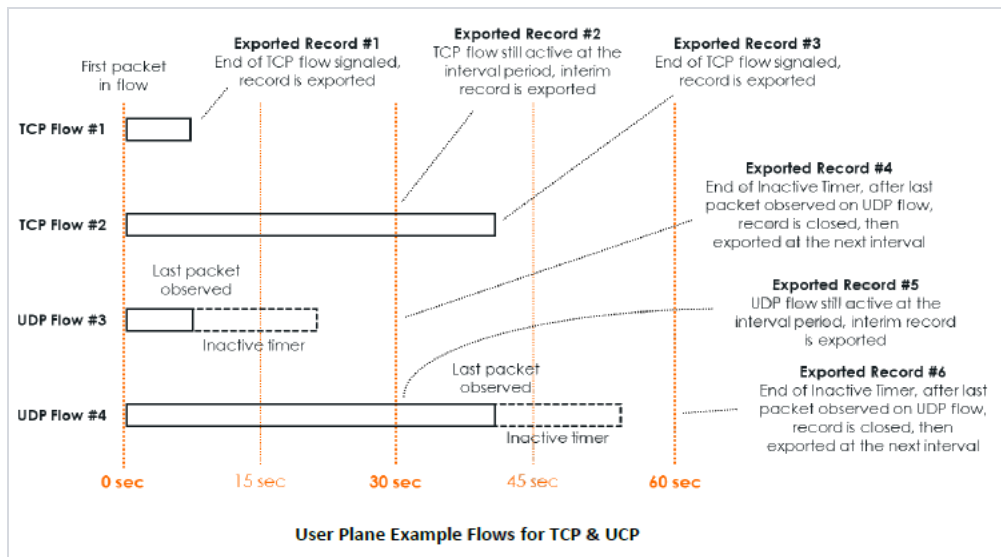 First packet
in flow
Exported Record #1
End of TCP flow signaled,
record is exported
Exported Record #2
TCP flow still active at the
interval period, interim
record is exported
Exported Record #3
End of TCP flow signaled,
record is exported
TCP Flow #1
Exported Record #4
End of Inactive Timer, after last
packet observed on UDP flow,
record is closed, then
exported at the next interval
TCP Flow #2
Last packet
observed
UDP Flow #3
Inactive timer
Exported Record #5
UDP flow still active at the
interval period, interim record
is exported
Last packet
observed
UDP Flow #4
Inactive timer
Exported Record #6
End of Inactive Timer, after last
packet observed on UDP flow,
record is closed, then
exported at the next interval
0 sec
15 sec
30 sec
45 sec
60 sec
User Plane Example Flows for TCP & UCP